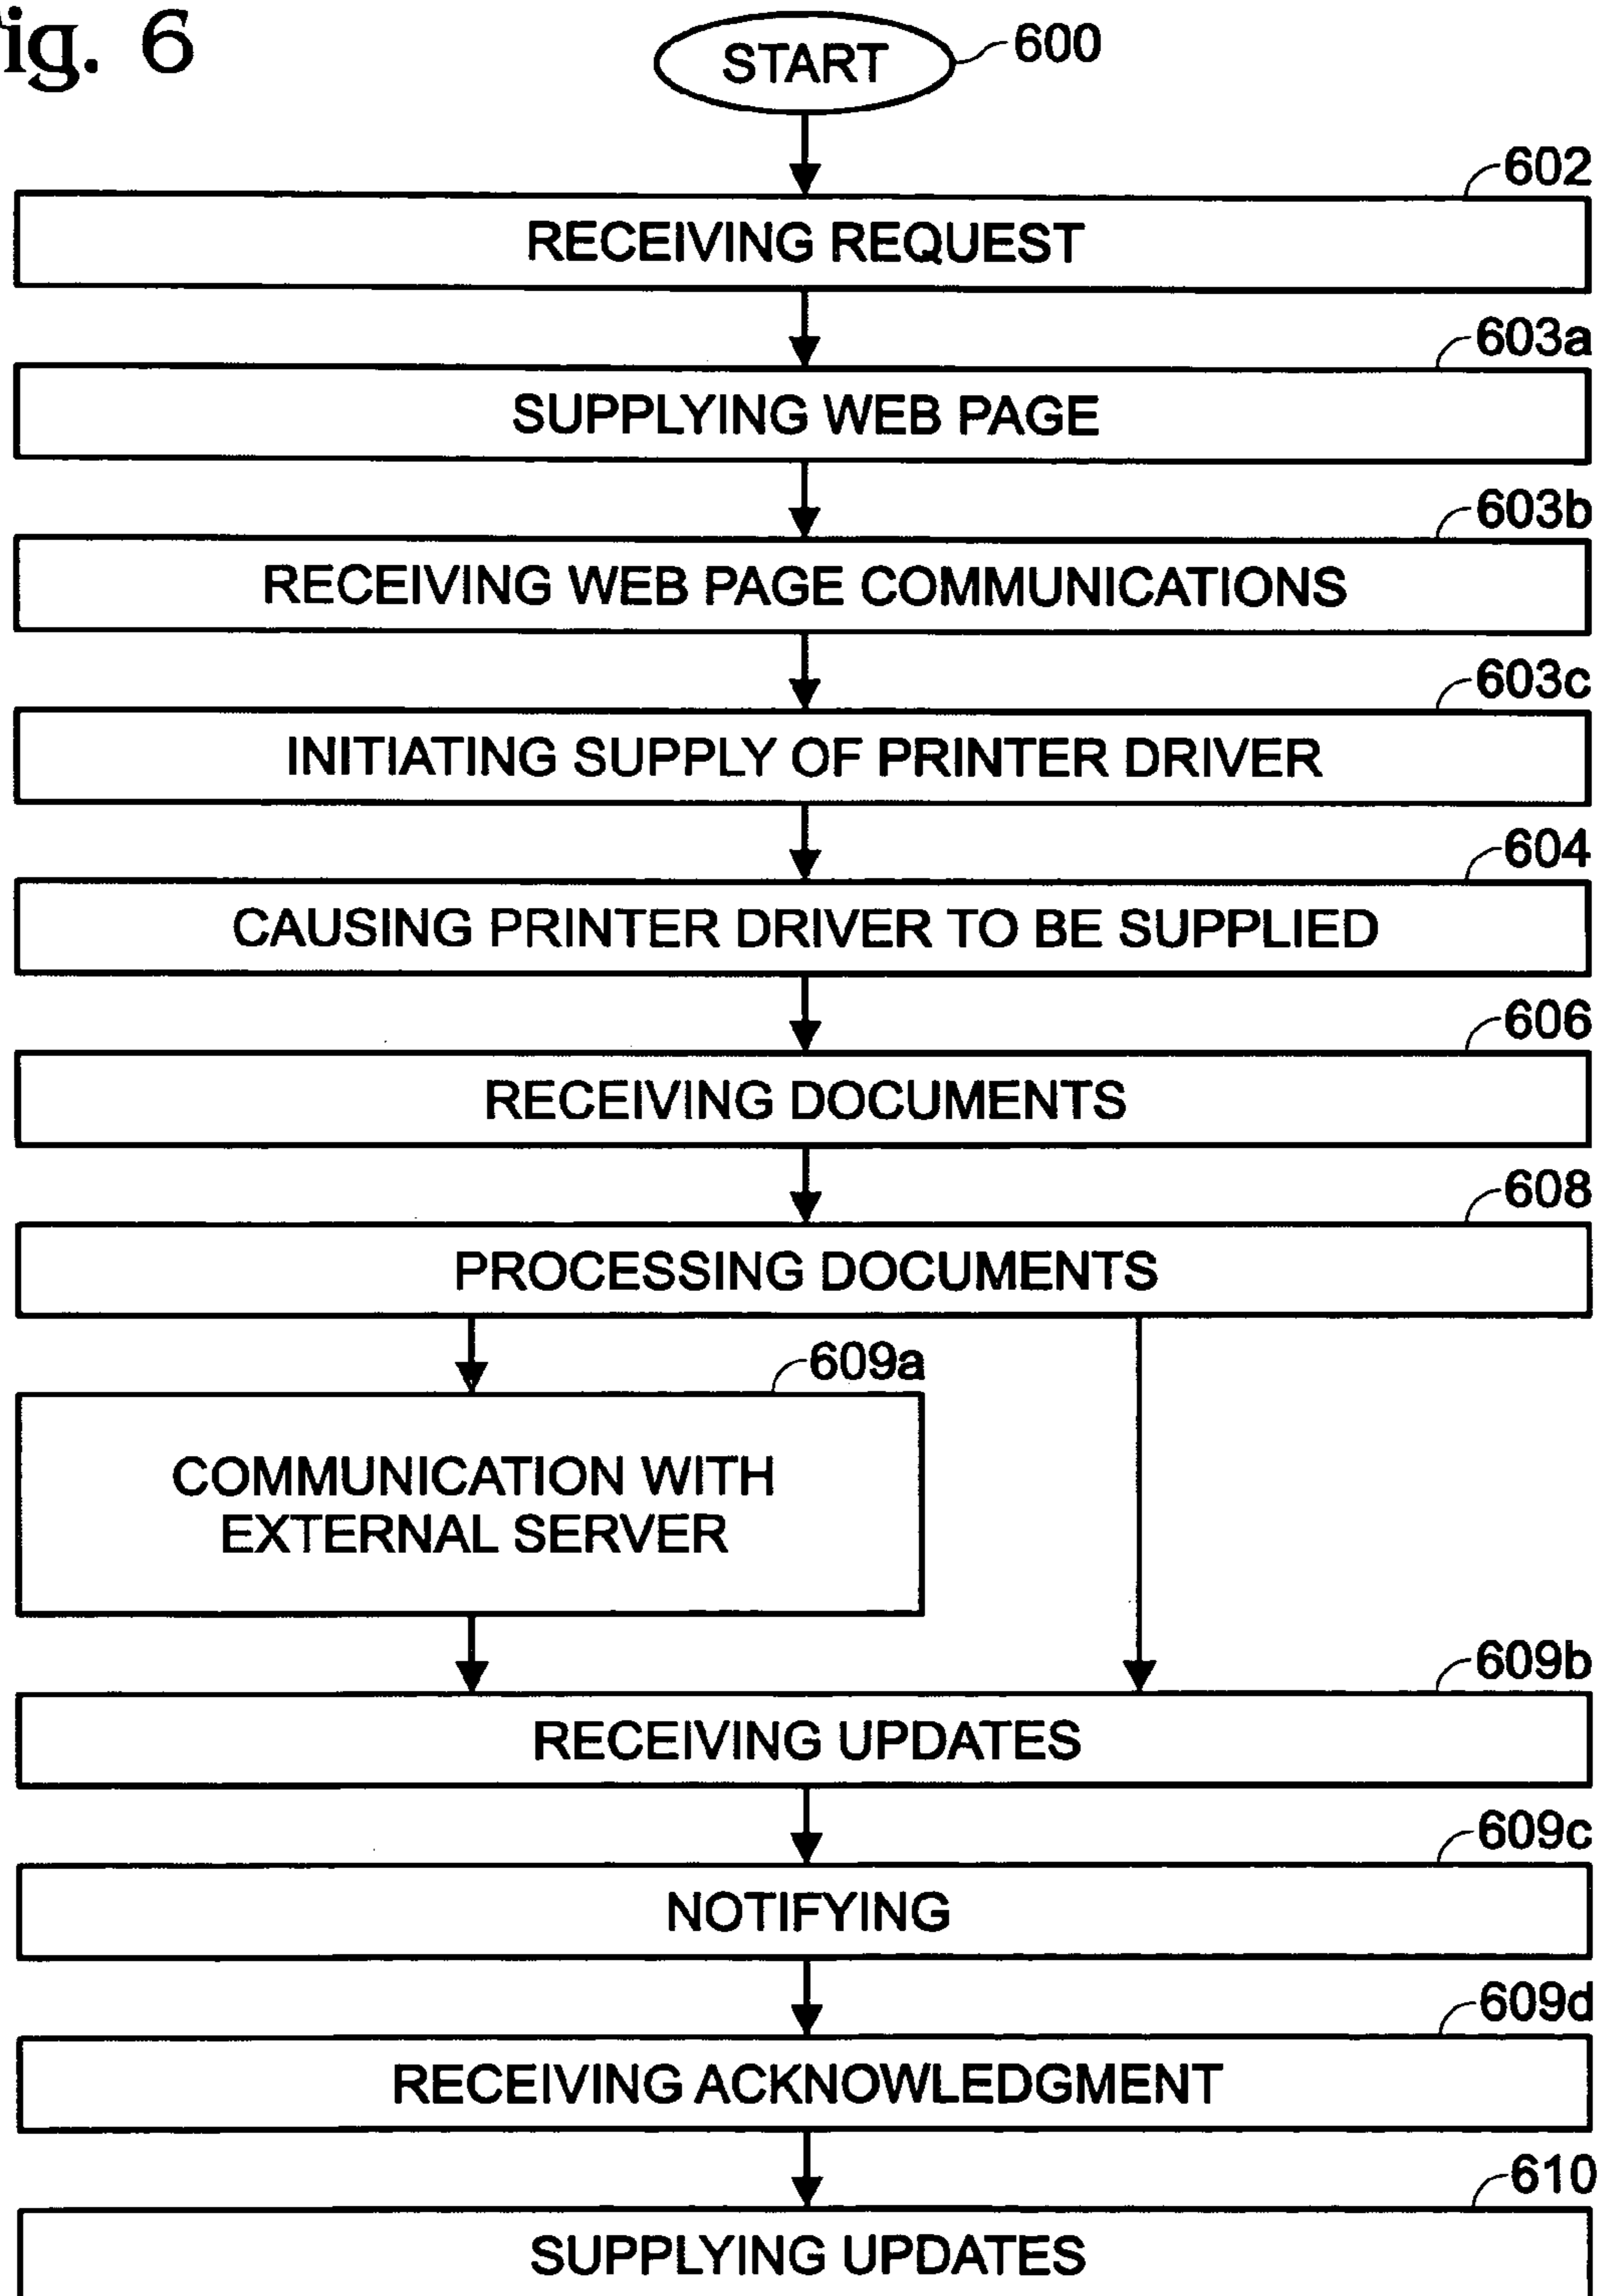 ig. 6
START
600
602
RECEIVING REQUEST
603a
SUPPLYING WEB PAGE
603b
RECEIVING WEB PAGE COMMUNICATIONS
603c
INITIATING SUPPLY OF PRINTER DRIVER
604
CAUSING PRINTER DRIVER TO BE SUPPLIED
606
RECEIVING DOCUMENTS
608
PROCESSING DOCUMENTS
609a
COMMUNICATION WITH
EXTERNAL SERVER
609b
RECEIVING UPDATES
609c
NOTIFYING
609d
RECEIVING ACKNOWLEDGMENT
610
SUPPLYING UPDATES